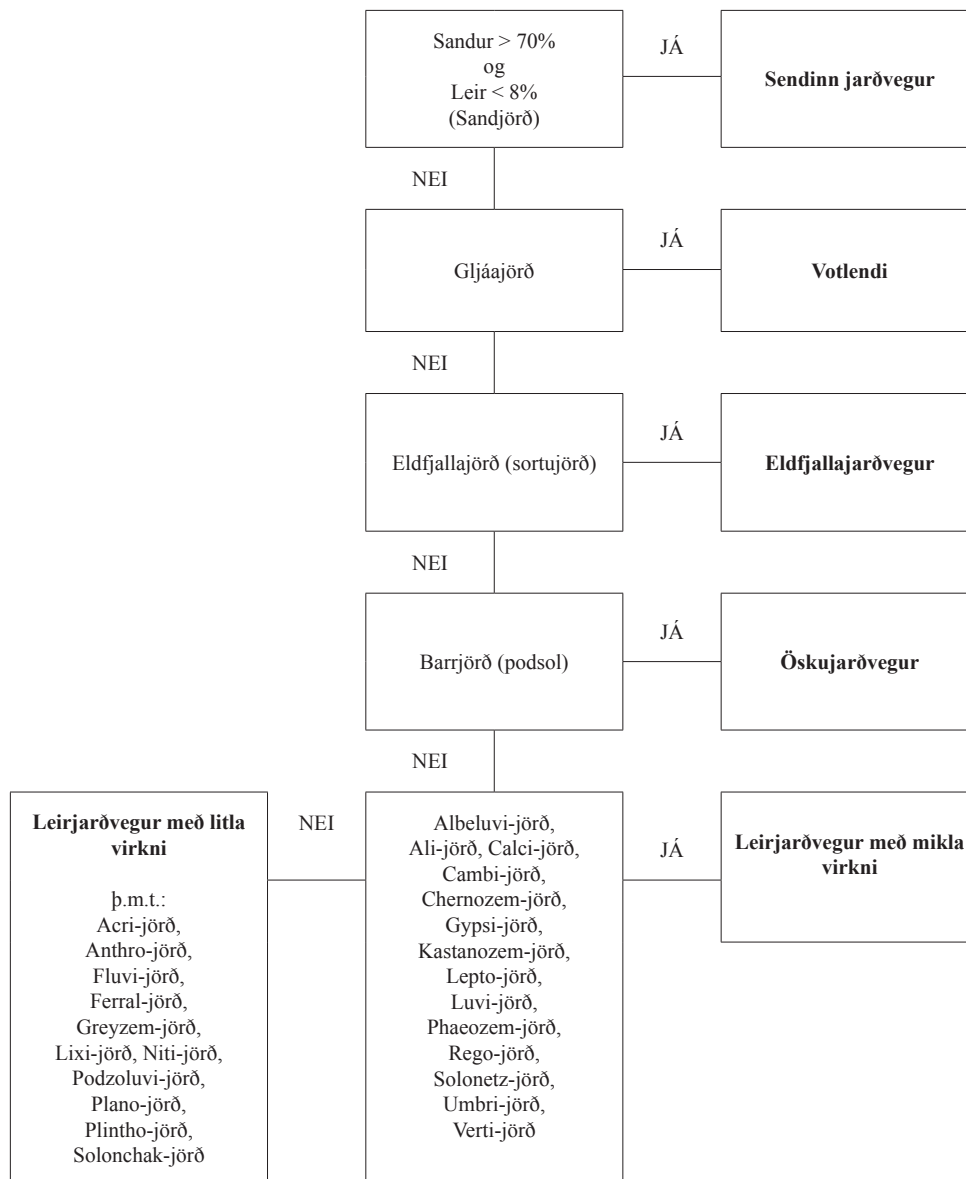 Sandur > 70%
og
Leir < 8%
(Sandjörð)
JÁ
Sendinn jarðvegur
NEI
Gljáajörð
JÁ
Votlendi
NEI
Eldfjallajörð (sortujörð)
JÁ
Eldfjallajarðvegur
NEI
Barrjörð (podsol)
JÁ
Öskujarðvegur
NEI
Albeluvi-jörð,
Ali-jörð, Calci-jörð,
Cambi-jörð,
Chernozem-jörð,
Gypsi-jörð,
Kastanozem-jörð,
Lepto-jörð,
Luvi-jörð,
Phaeozem-jörð,
Rego-jörð,
Solonetz-jörð,
Umbri-jörð,
Verti-jörð
JÁ
Leirjarðvegur með mikla
virkni
NEI
Leirjarðvegur með litla
virkni
þ.m.t.:
Acri-jörð,
Anthro-jörð,
Fluvi-jörð,
Ferral-jörð,
Greyzem-jörð,
Lixi-jörð, Niti-jörð,
Podzoluvi-jörð,
Plano-jörð,
Plintho-jörð,
Solonchak-jörð